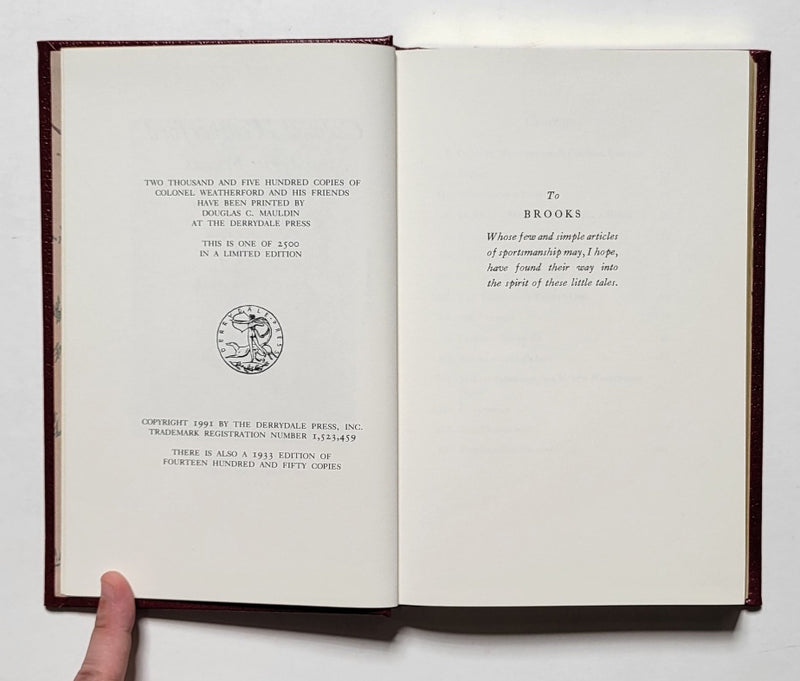 TWO THOUSAND AND FIVE HUNDRED COPIES OF
COLONEL WEATHERFORD AND HIS FRIENDS
HAVE BEEN PRINTED BY
DOUGLAS C. MAULDIN
AT THE DERRYDALE PRESS
THIS IS ONE OF 2500
IN A LIMITED EDITION
DERRYDALE · PRESS
COPYRIGHT 1991 BY THE DERRYDALE PRESS, INC.
TRADEMARK REGISTRATION NUMBER 1,523,459
THERE IS ALSO A 1933 EDITION OF
FOURTEEN HUNDRED AND FIFTY COPIES
To
BROOKS
Whose few and simple articles
of sportsmanship may, I hope,
have found their way into
the spirit of these little tales.